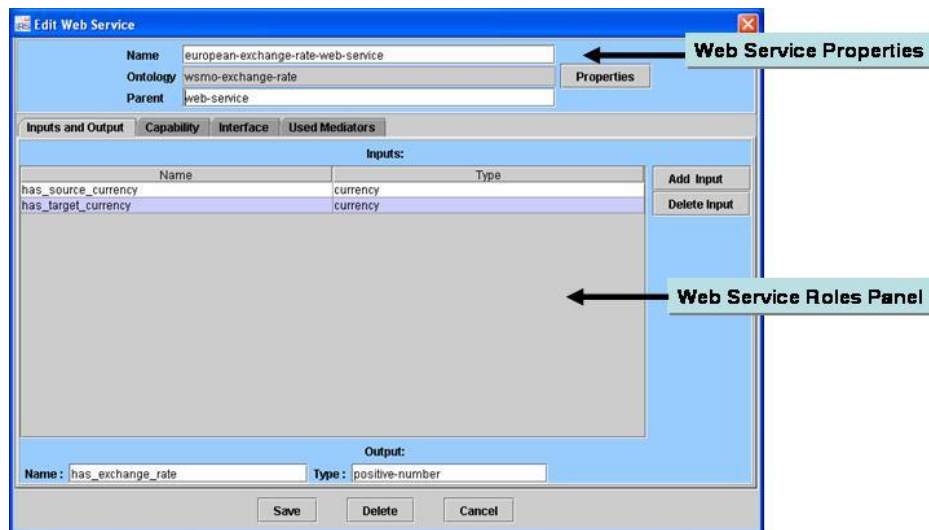 Edit Web Service
Name european-exchange-rate-web-service
Web Service Properties
Ontology wsmo-exchange-rate Properties
Parent web-service
Inputs and Output Capability Interface Used Mediators
Inputs:
Name Type
has_source_currency currency
has_target_currency currency
Add Input
Delete Input
Web Service Roles Panel
Output:
Name : has_exchange_rate Type : positive-number
Save Delete Cancel